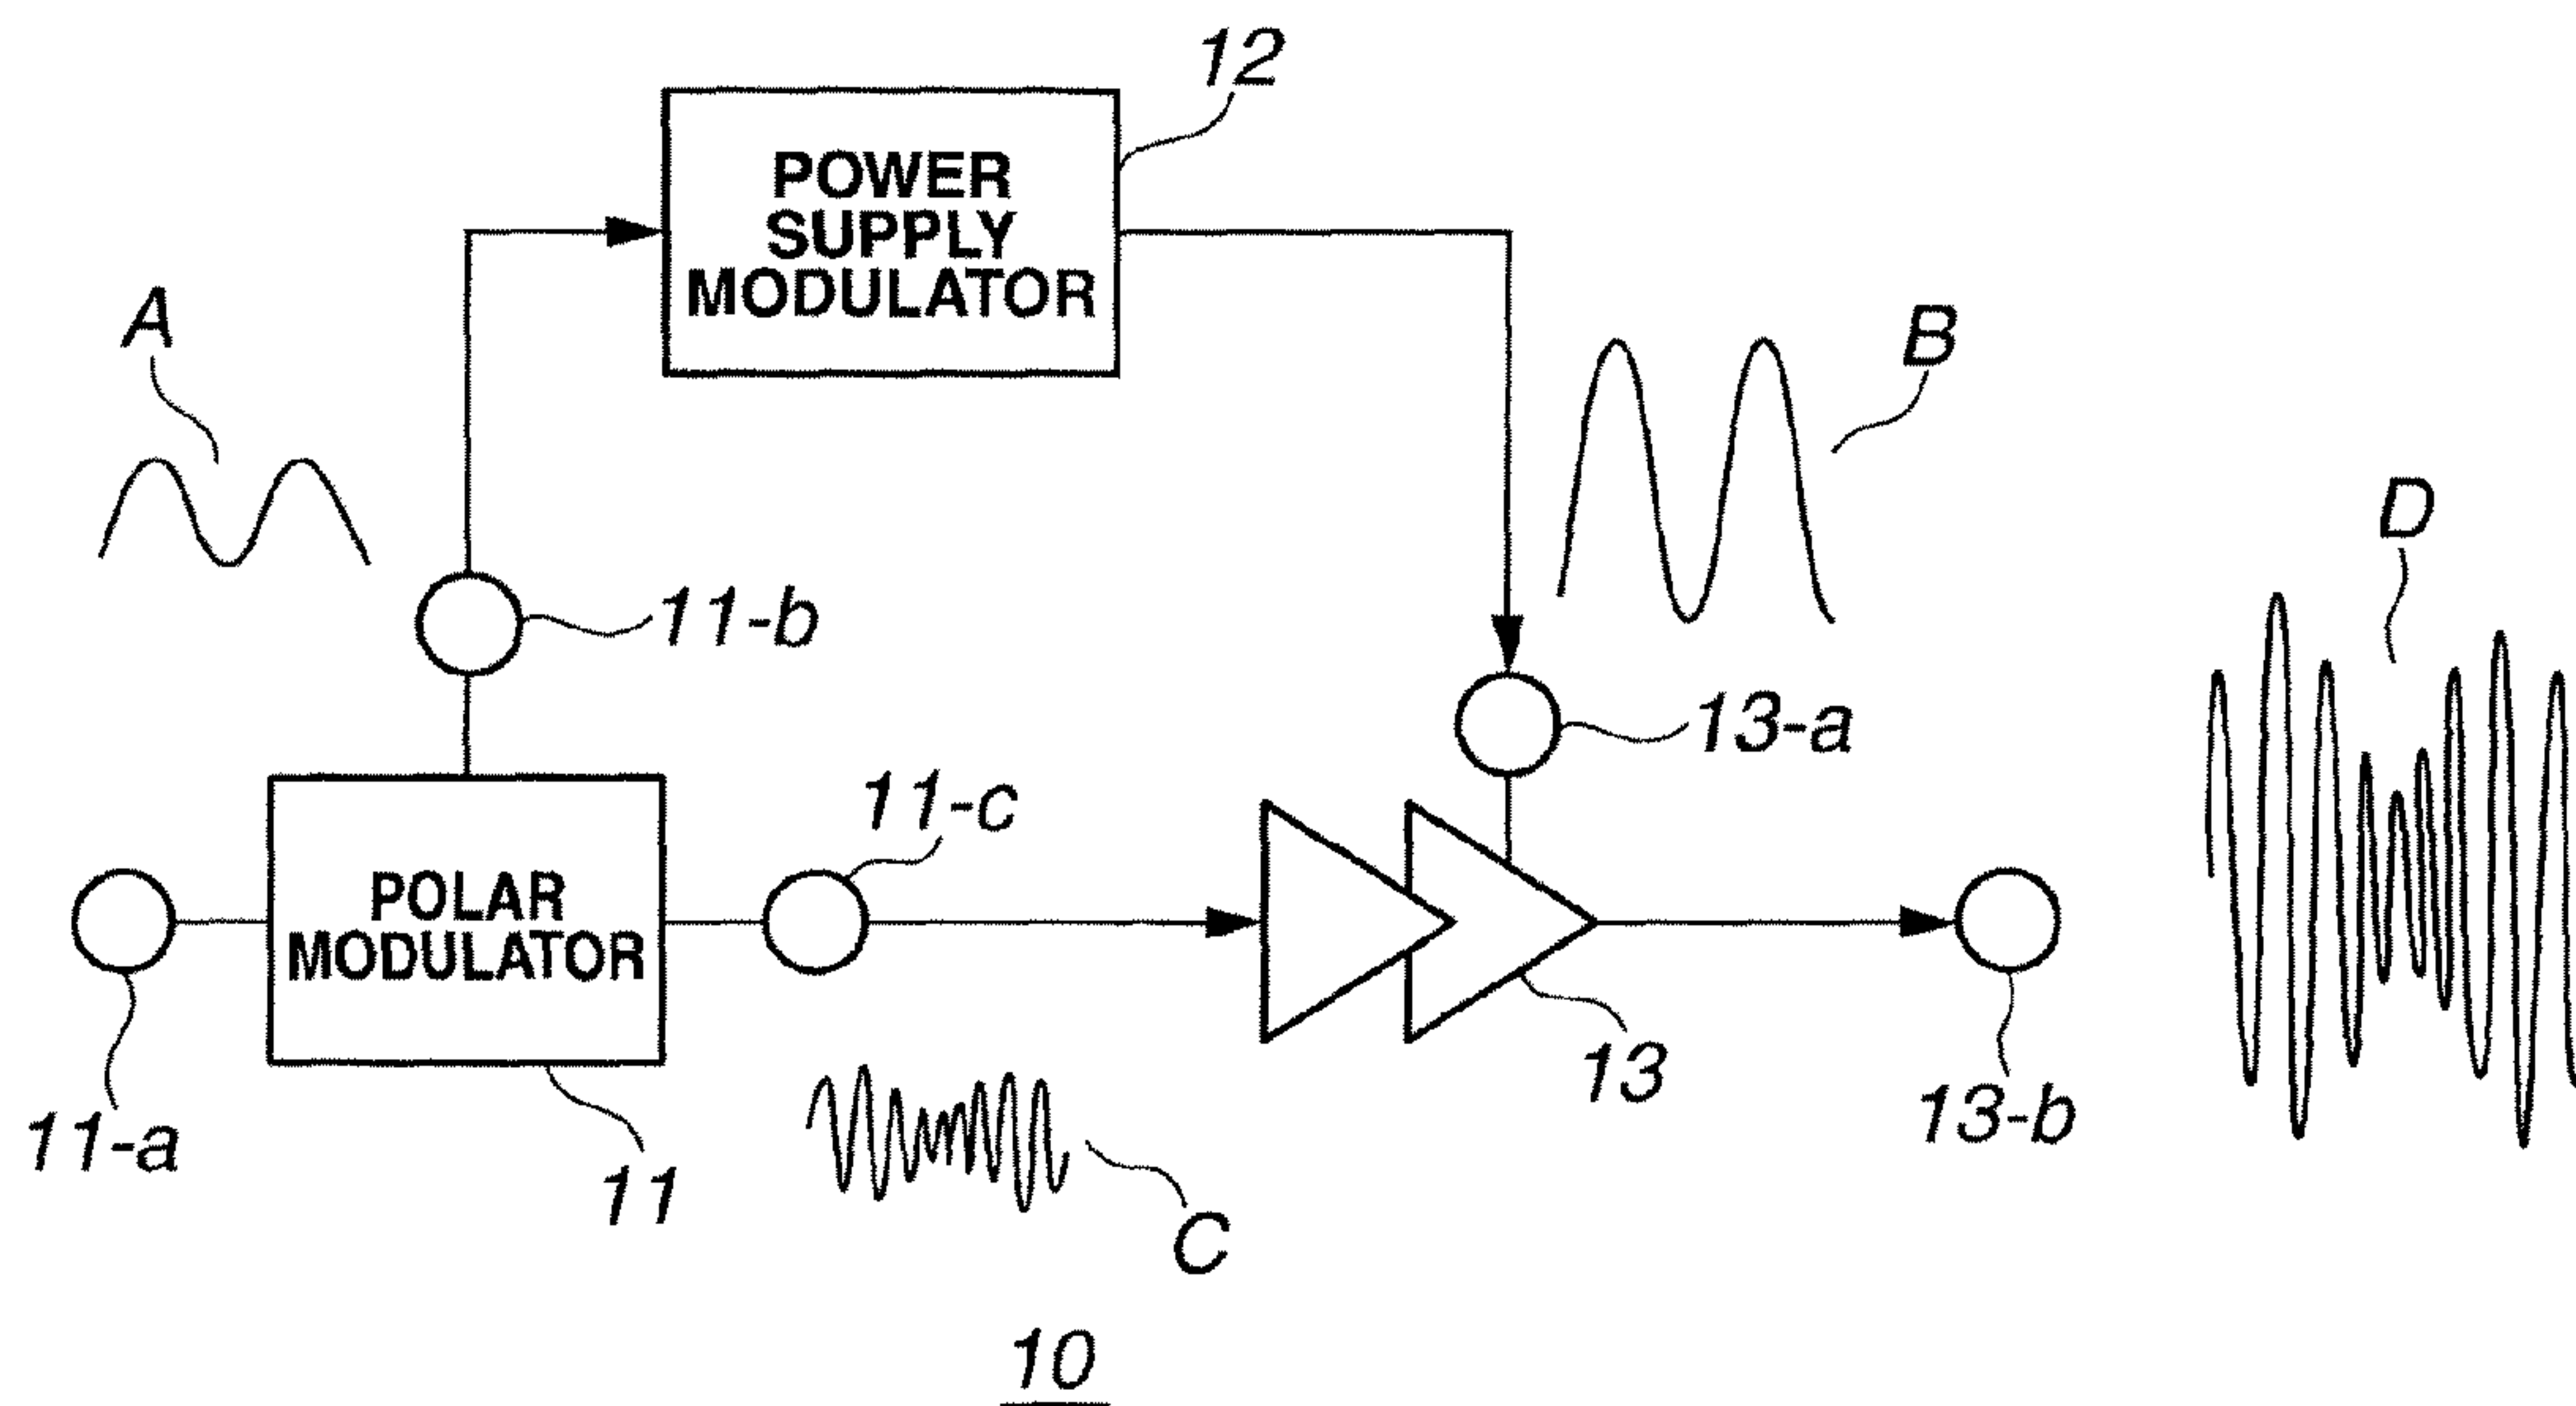 12
POWER
SUPPLY
MODULATOR
A
B
D
11-b
13-a
11-c
POLAR
MODULATOR
13
13-b
11-a
11
C
10